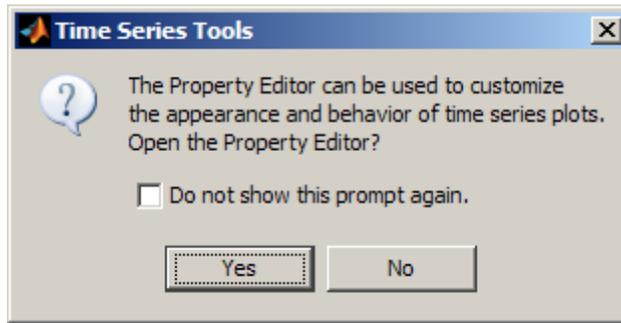 Time Series Tools
The Property Editor can be used to customize
the appearance and behavior of time series plots.
Open the Property Editor?
Do not show this prompt again.
Yes
No